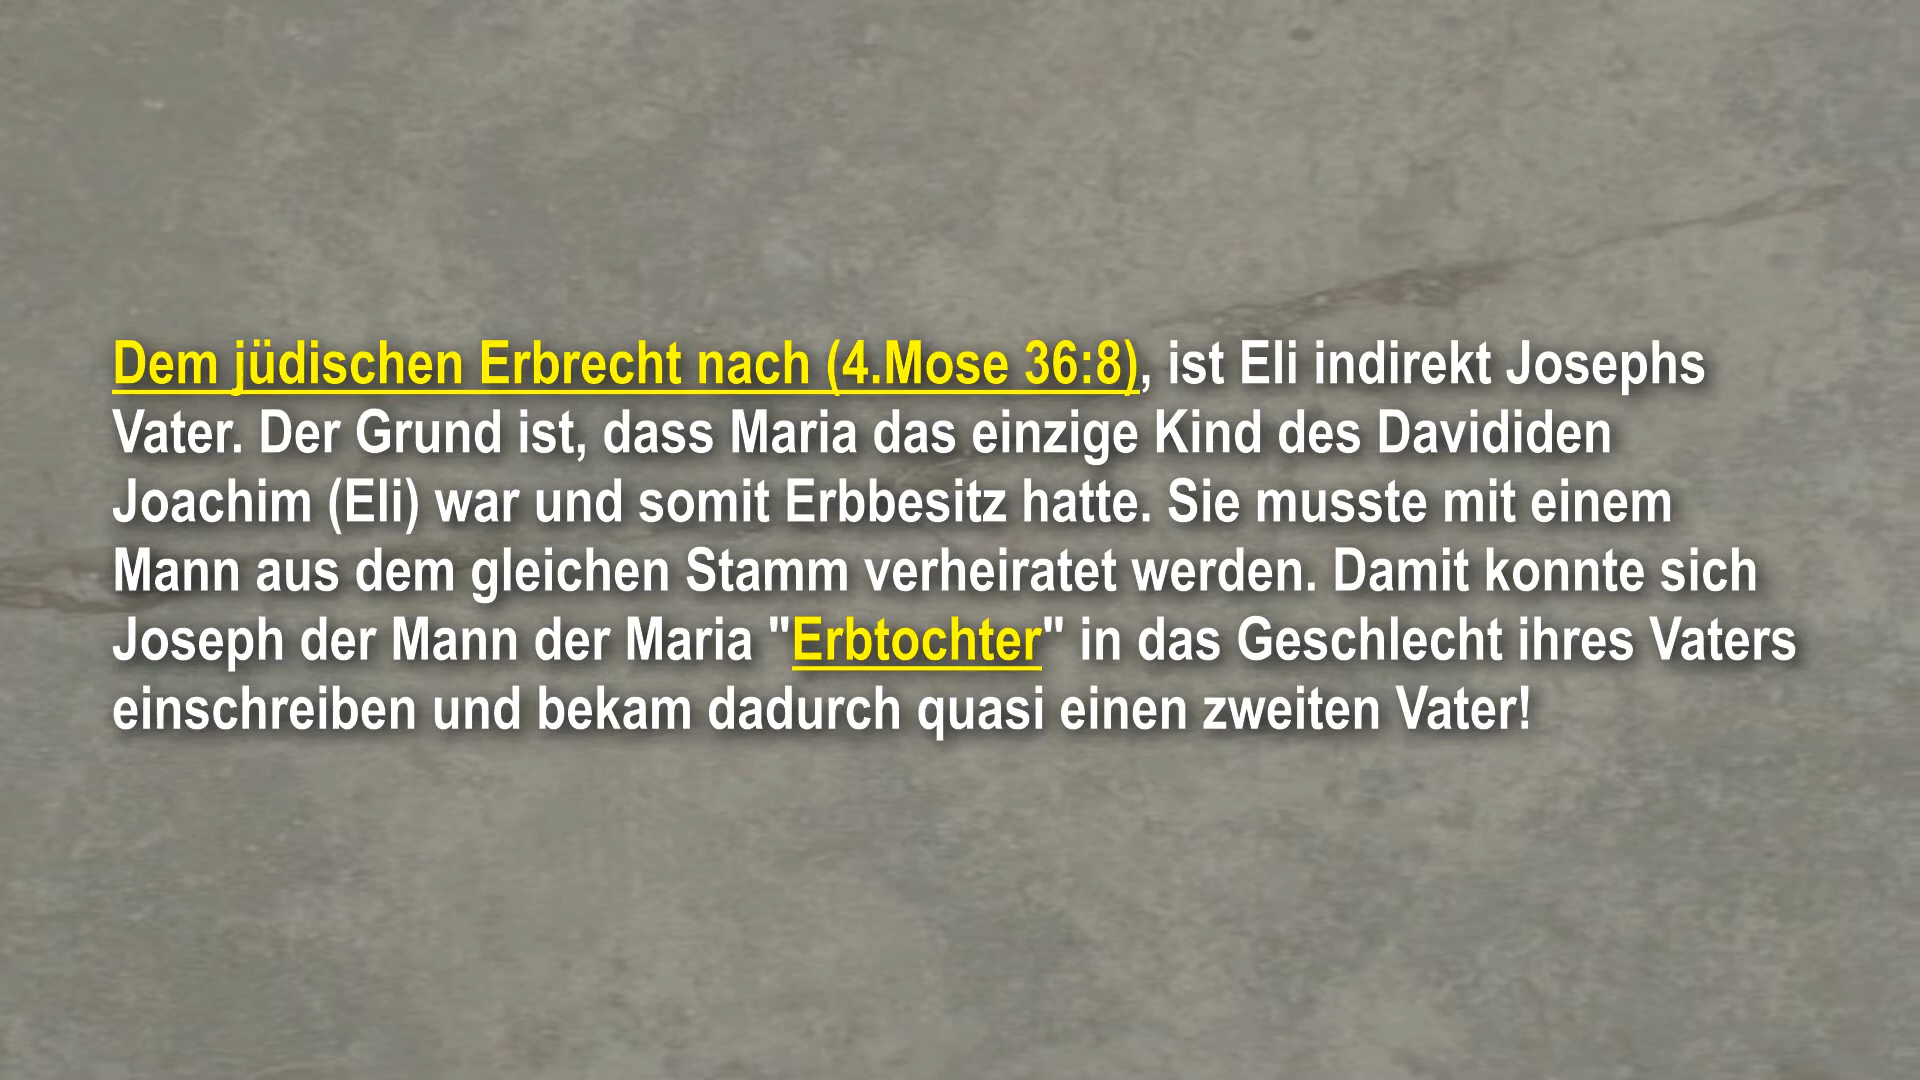 Dem jüdischen Erbrecht nach (4.Mose 36:8), ist Eli indirekt Josephs
Vater. Der Grund ist, dass Maria das einzige Kind des Davididen
Joachim (Eli) war und somit Erbbesitz hatte. Sie musste mit einem
Mann aus dem gleichen Stamm verheiratet werden. Damit konnte sich
Joseph der Mann der Maria "Erbtochter" in das Geschlecht ihres Vaters
einschreiben und bekam dadurch quasi einen zweiten Vater!